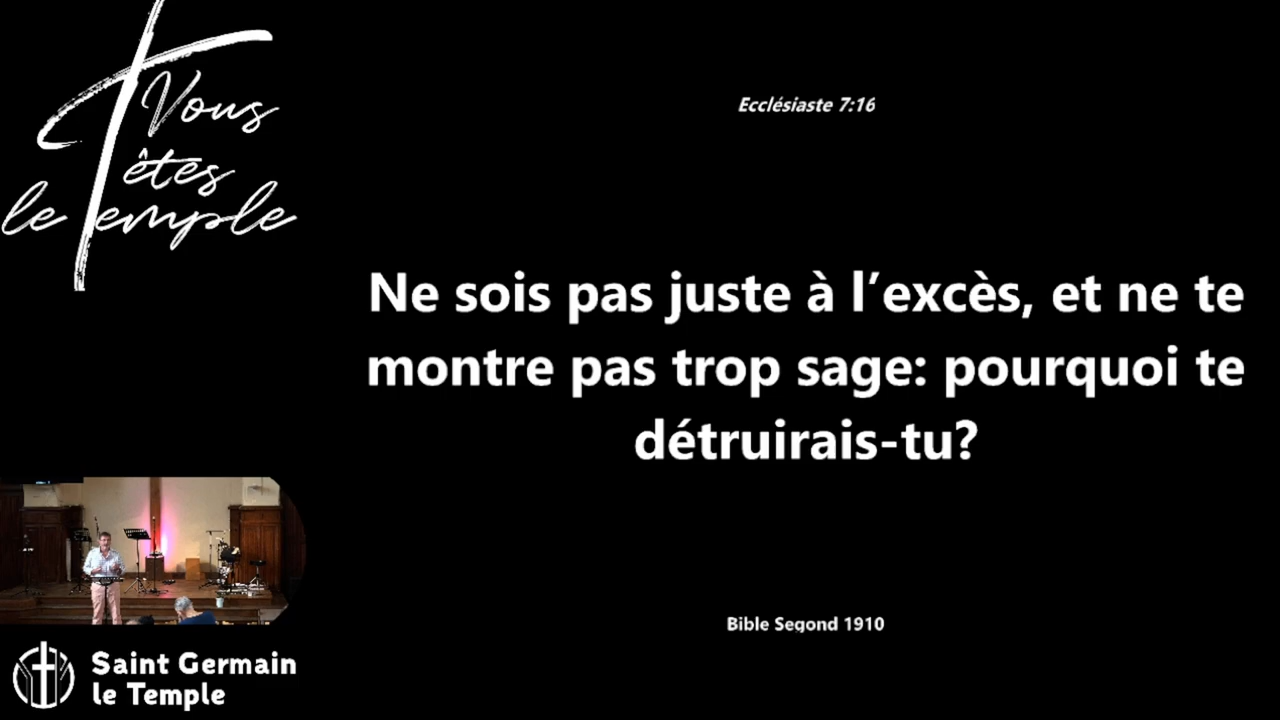 Vous
êtes
le Temple
Ecclésiaste 7:16
Ne sois pas juste à l’excès, et ne te
montre pas trop sage: pourquoi te
détruirais-tu?
Bible Segond 1910
Saint Germain
le Temple